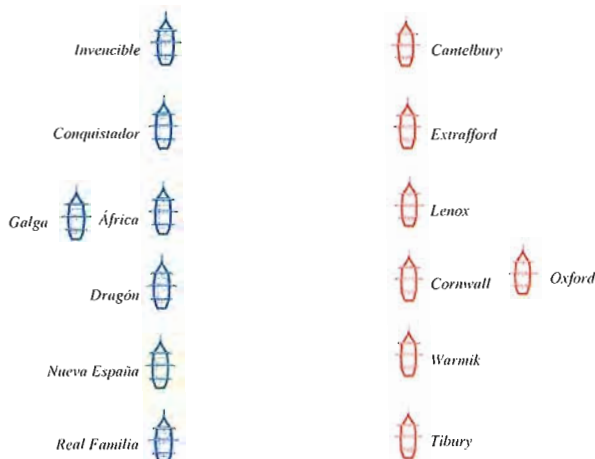 Invencible
Cantelbury
Conquistador
Extrafford
Galga
África
Lenox
Dragón
Cornwall
Oxford
Nueva España
Warmik
Real Familia
Tibury